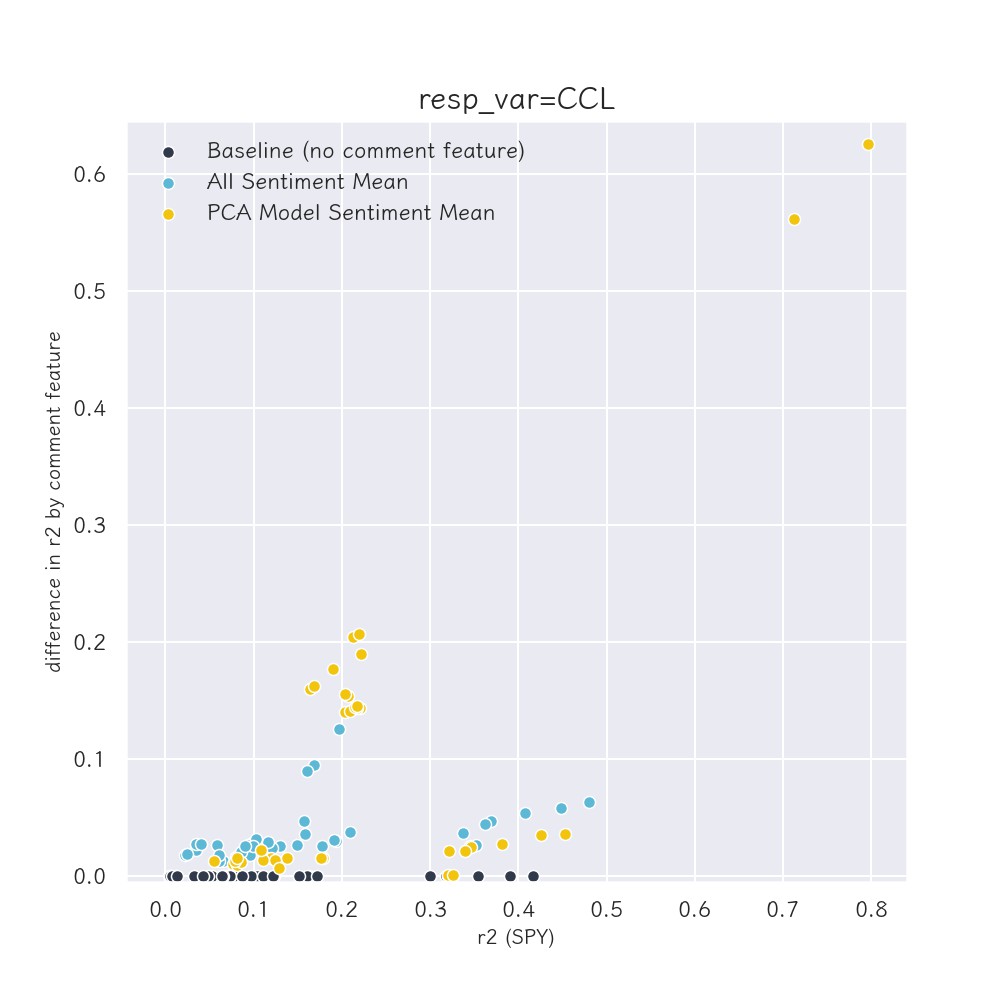 resp_var=CCL
Baseline (no comment feature)
All Sentiment Mean
PCA Model Sentiment Mean
difference in r2 by comment feature
0.6
0.5
0.4
0.3
0.2
0.1
0.0
0.0 0.1 0.2 0.3 0.4 0.5 0.6 0.7 0.8
r2 (SPY)